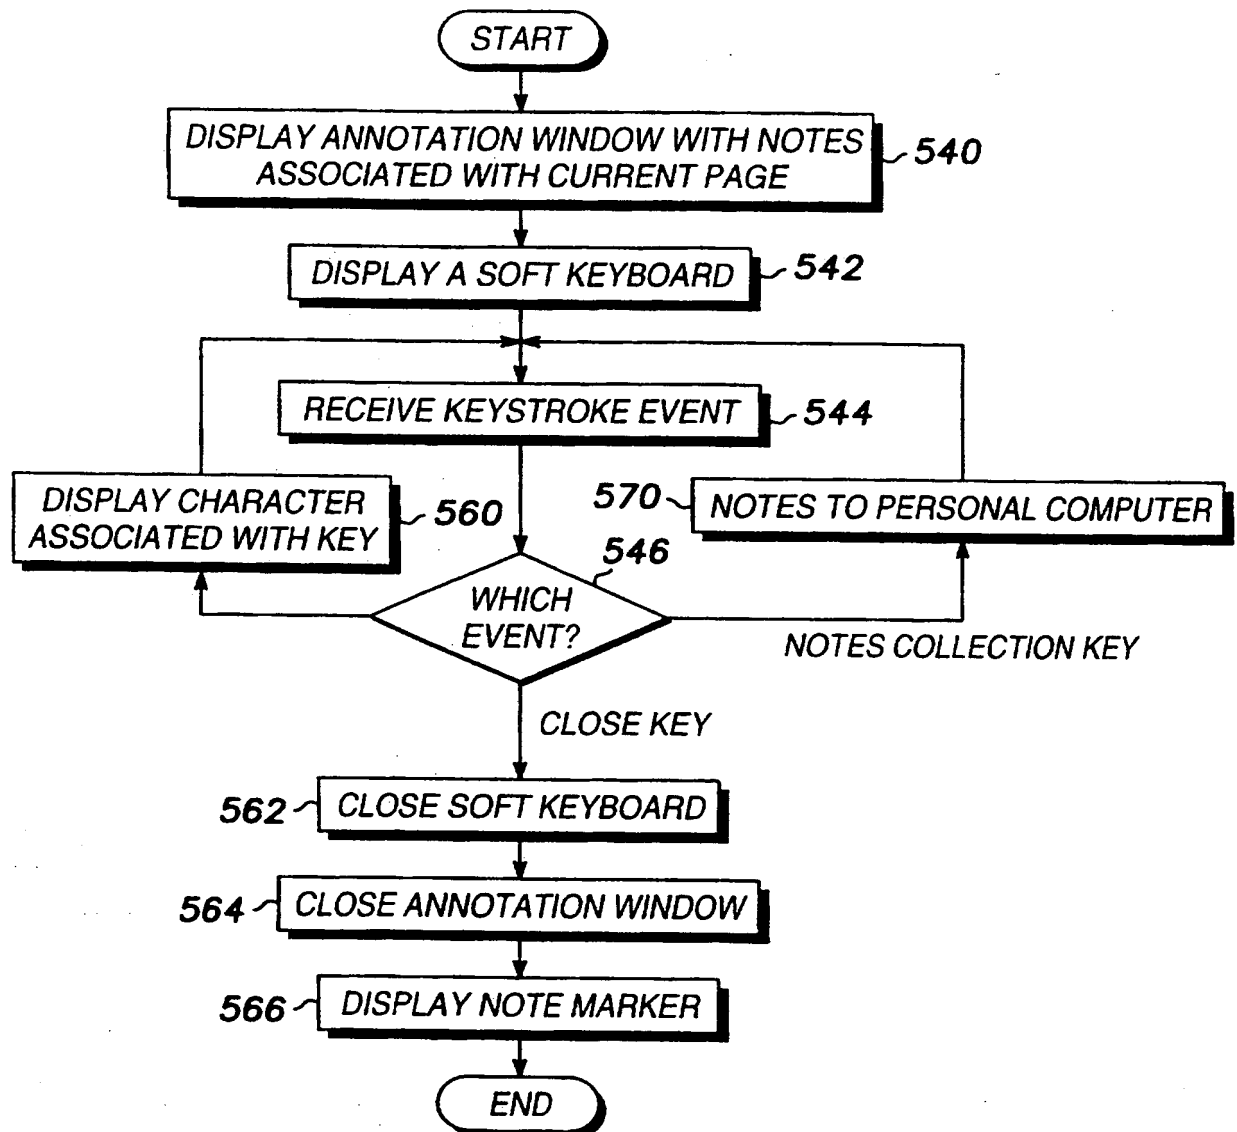 START
DISPLAY ANNOTATION WINDOW WITH NOTES
ASSOCIATED WITH CURRENT PAGE
540
DISPLAY A SOFT KEYBOARD
542
RECEIVE KEYSTROKE EVENT
544
DISPLAY CHARACTER
ASSOCIATED WITH KEY
560
570
NOTES TO PERSONAL COMPUTER
546
WHICH
EVENT?
NOTES COLLECTION KEY
CLOSE KEY
562
CLOSE SOFT KEYBOARD
564
CLOSE ANNOTATION WINDOW
566
DISPLAY NOTE MARKER
END